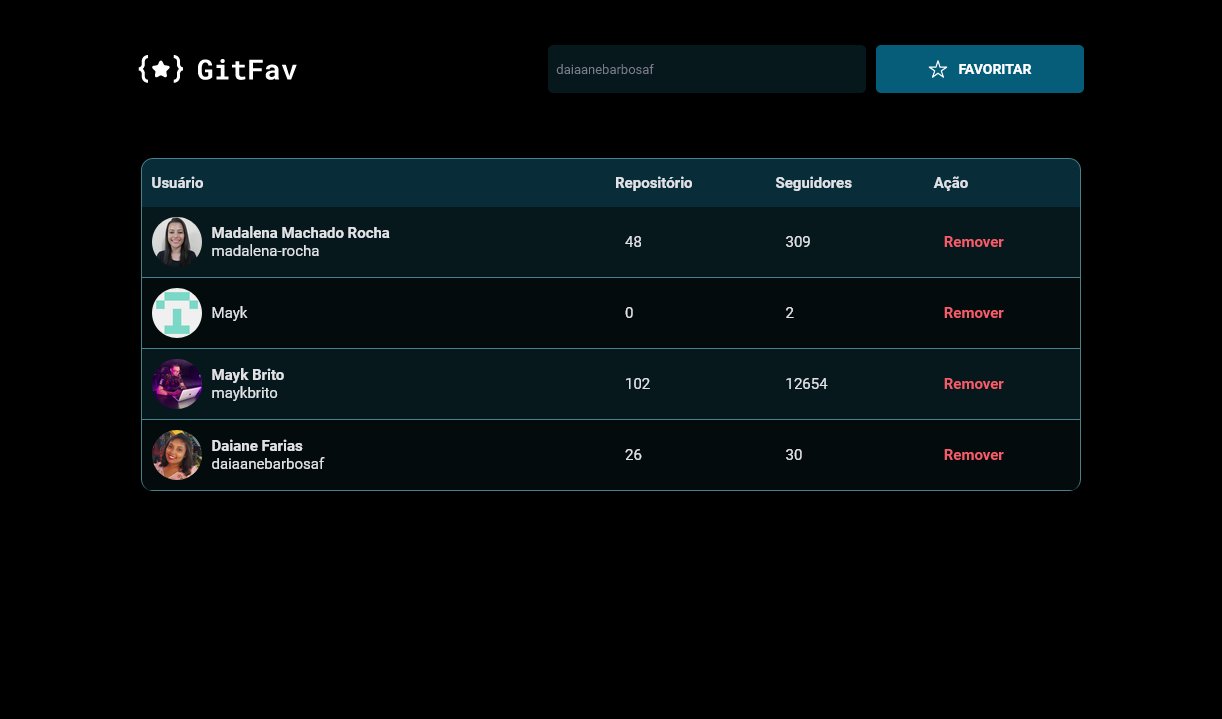 GitFav
daiaanebarbosaf
FAVORITAR
Usuário Repositório Seguidores Ação
Madalena Machado Rocha
madalena-rocha
48 309 Remover
Mayk 0 2 Remover
Mayk Brito
maykbrito
102 12654 Remover
Daiane Farias
daiaanebarbosaf
26 30 Remover